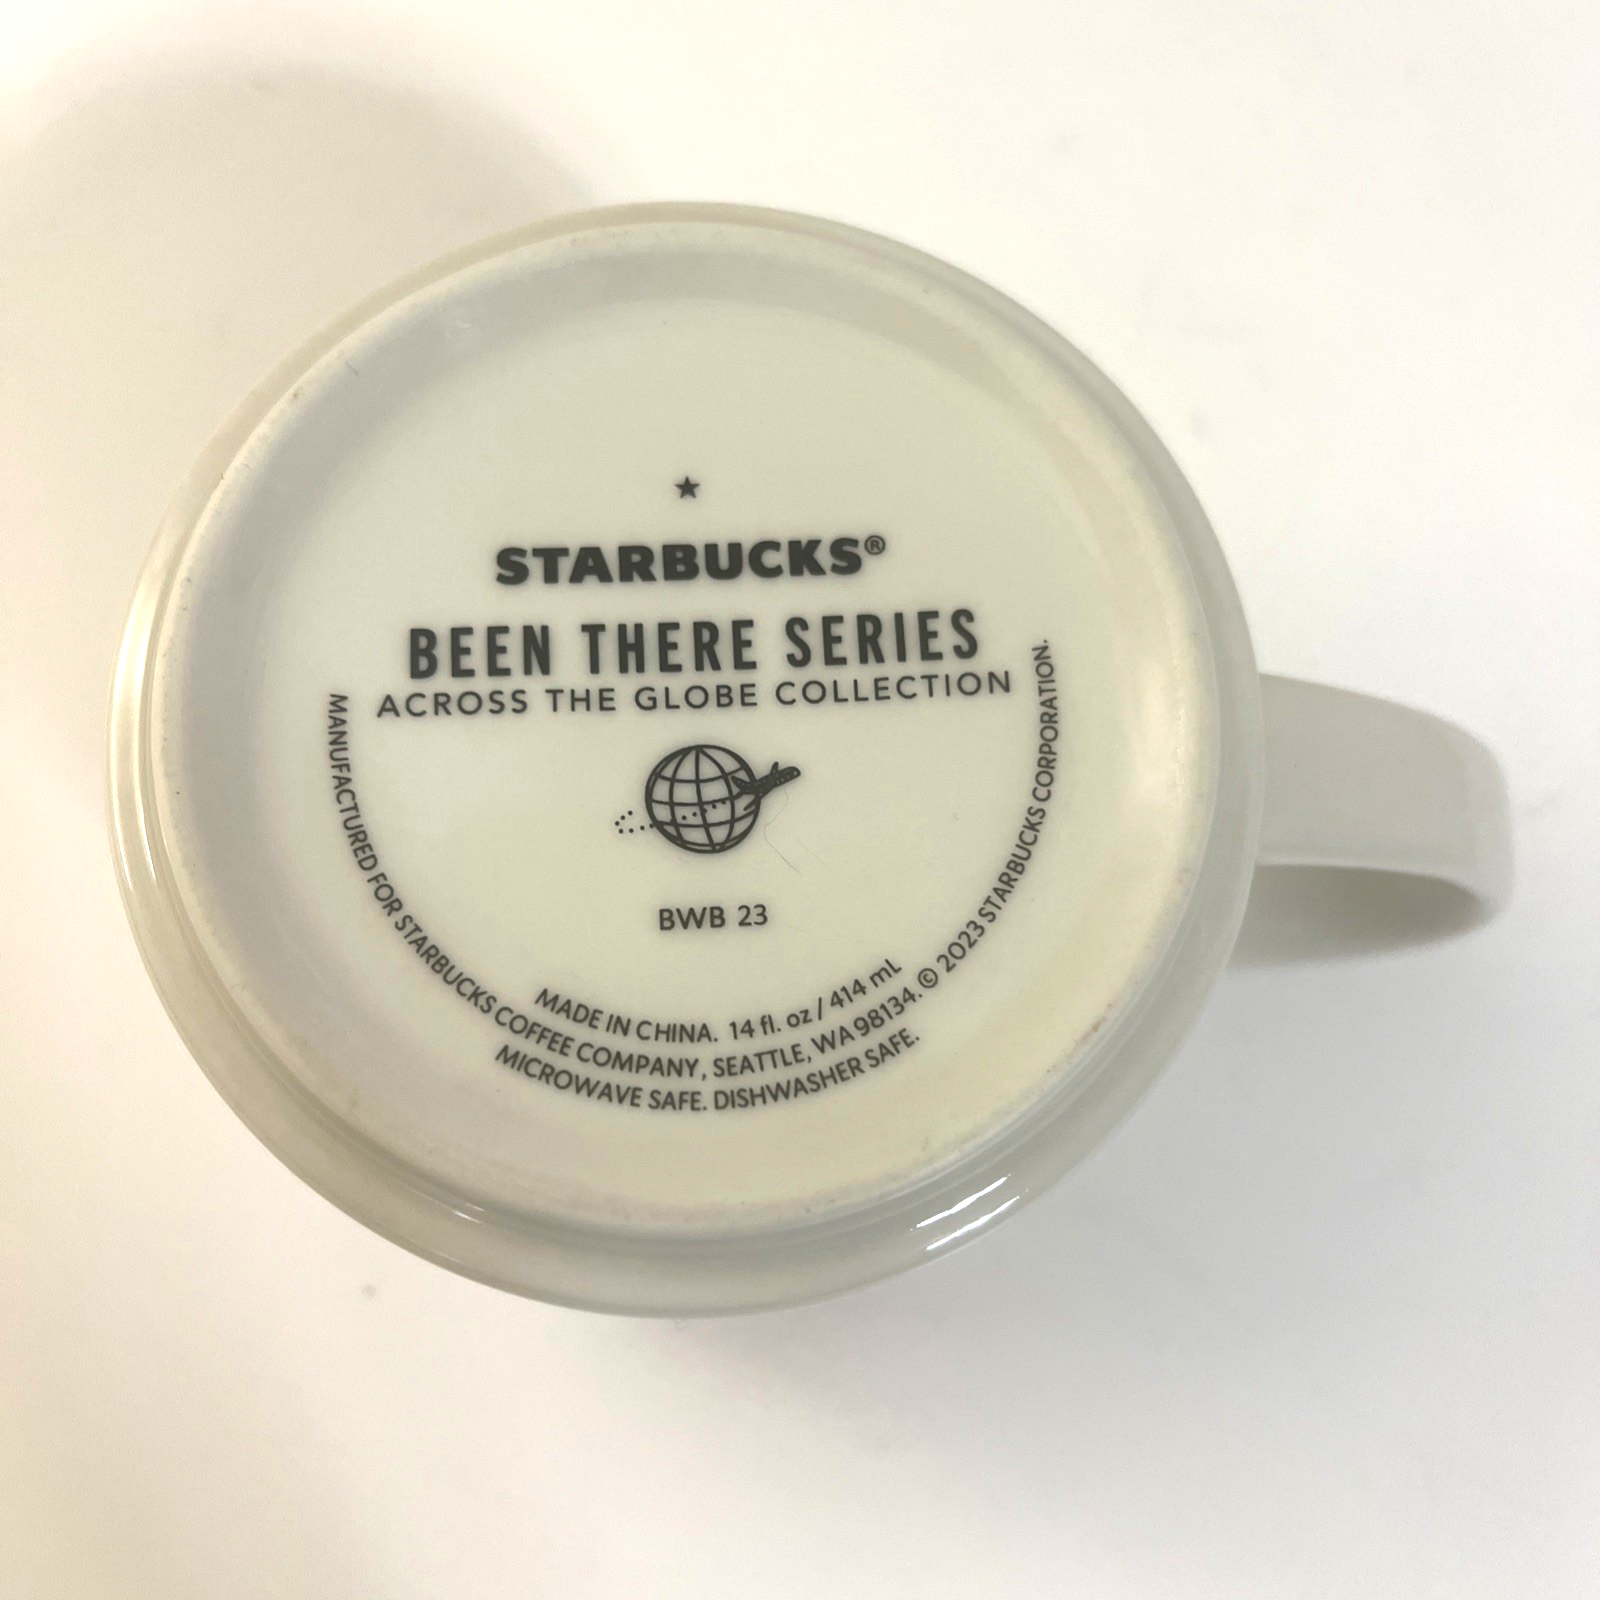 STARBUCKS®
BEEN THERE SERIES
ACROSS THE GLOBE COLLECTION
BWB 23
MADE IN CHINA. 14 fl. oz / 414 mL
MANUFACTURED FOR STARBUCKS COFFEE COMPANY, SEATTLE, WA 98134. © 2023 STARBUCKS CORPORATION.
MICROWAVE SAFE. DISHWASHER SAFE.